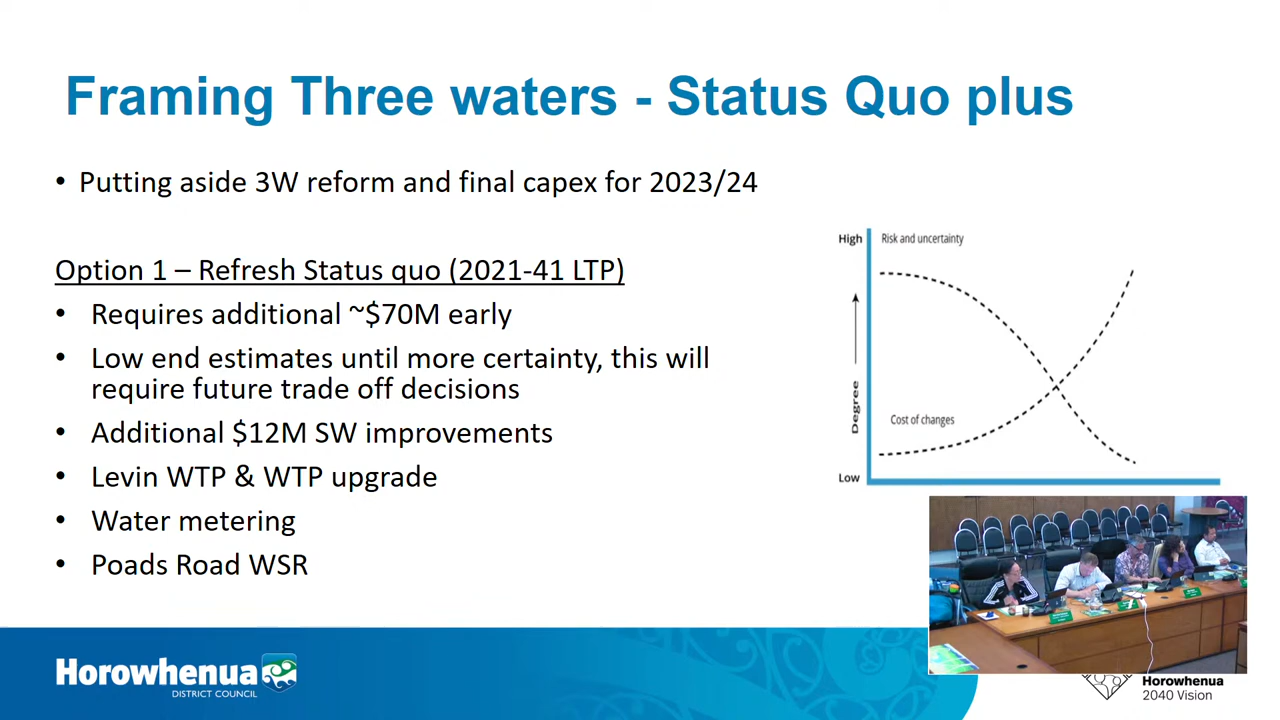 Framing Three waters - Status Quo plus
• Putting aside 3W reform and final capex for 2023/24
Option 1 – Refresh Status quo (2021-41 LTP)
• Requires additional ~$70M early
• Low end estimates until more certainty, this will
require future trade off decisions
• Additional $12M SW improvements
• Levin WTP & WTP upgrade
• Water metering
• Poads Road WSR
High
Risk and uncertainty
Degree
Cost of changes
Low
Horowhenua
DISTRICT COUNCIL
Horowhenua
2040 Vision